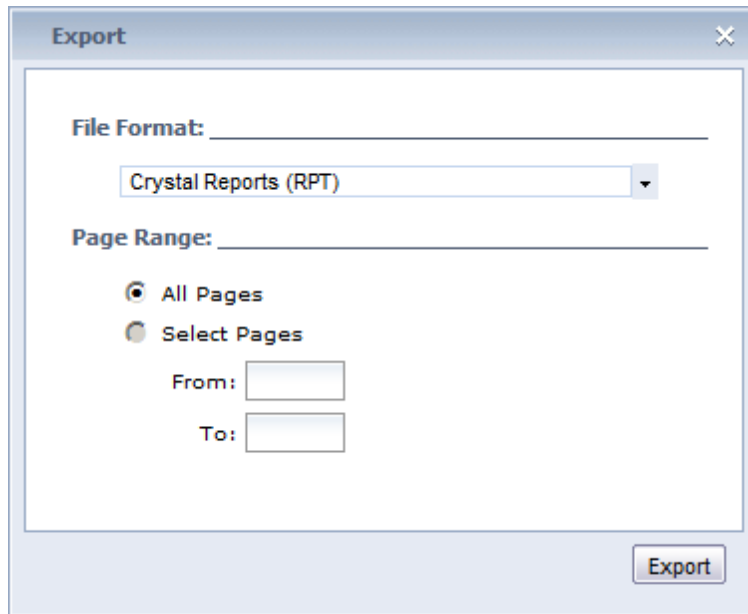 Export
File Format:
Crystal Reports (RPT)
Page Range:
All Pages
Select Pages
From:
To:
Export